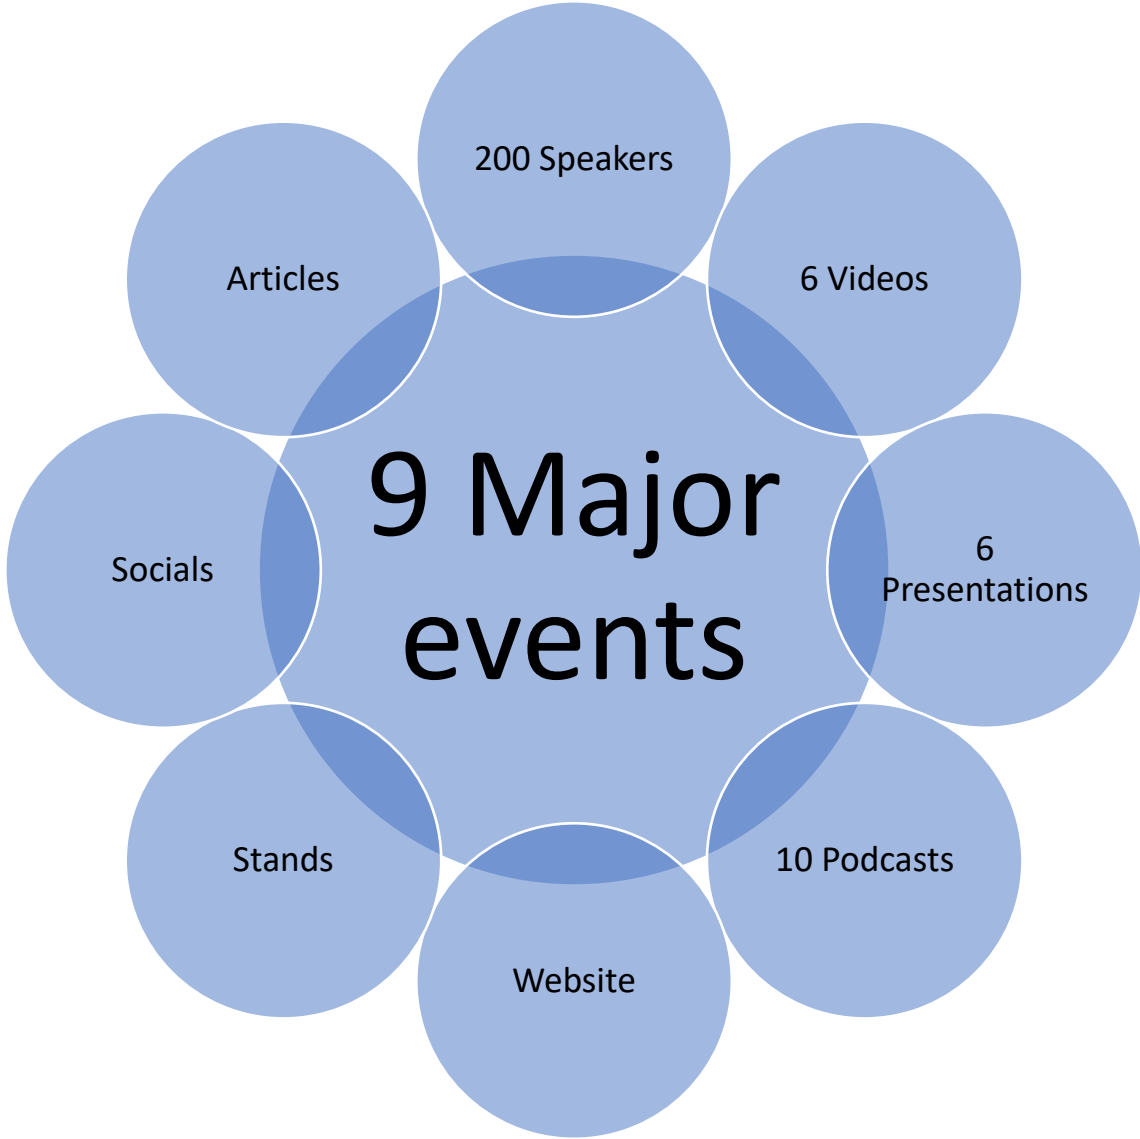 200 Speakers
6 Videos
6
Presentations
10 Podcasts
Website
Stands
Socials
Articles
9 Major
events